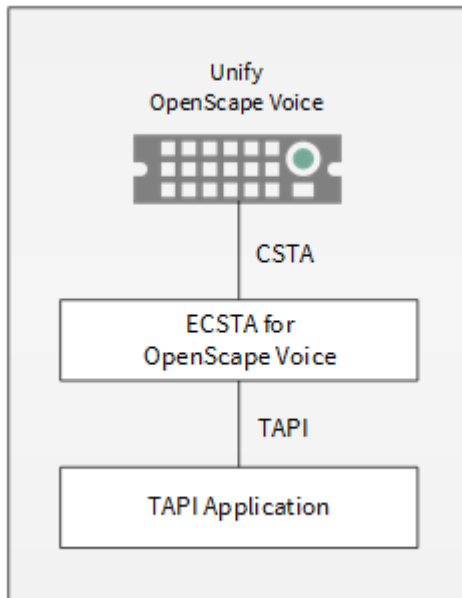 Unify
OpenScape Voice
CSTA
ECSTA for
OpenScape Voice
TAPI
TAPI Application